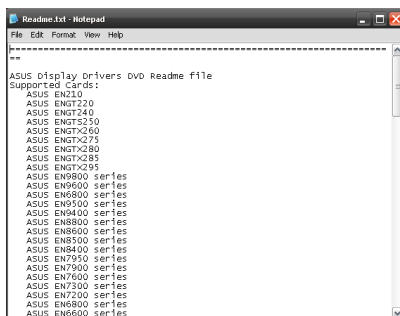 Readme.txt - Notepad
File Edit Format View Help
================================================================
==
ASUS Display Drivers DVD Readme file
Supported Cards:
ASUS EN210
ASUS ENGT220
ASUS ENGT240
ASUS ENGTS250
ASUS ENGTX260
ASUS ENGTX275
ASUS ENGTX280
ASUS ENGTX285
ASUS ENGTX295
ASUS EN9800 series
ASUS EN9600 series
ASUS EN6800 series
ASUS EN9500 series
ASUS EN9400 series
ASUS EN8800 series
ASUS EN8600 series
ASUS EN8500 series
ASUS EN8400 series
ASUS EN7950 series
ASUS EN7900 series
ASUS EN7600 series
ASUS EN7300 series
ASUS EN7200 series
ASUS EN6800 series
ASUS EN6600 series